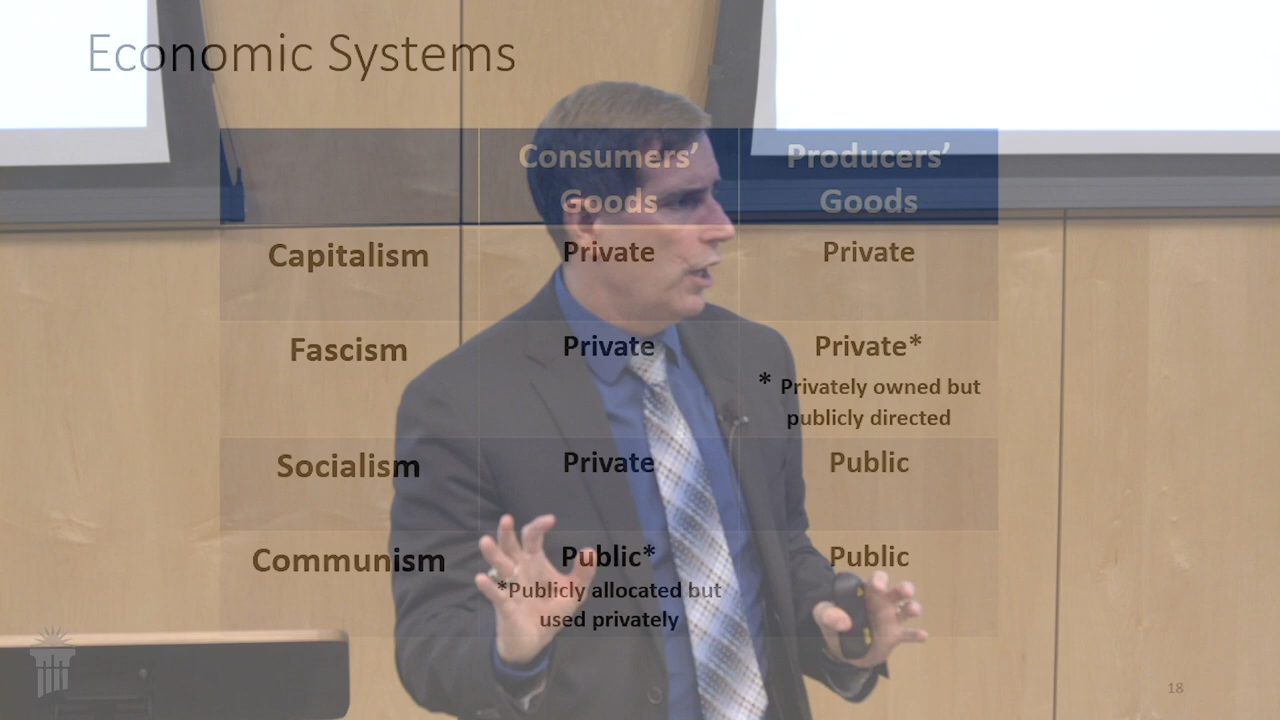 Economic Systems
Consumers’ Producers’
Goods Goods
Capitalism Private Private
Fascism Private Private*
* Privately owned but
publicly directed
Socialism Private Public
Communism Public* Public
*Publicly allocated but
used privately
18